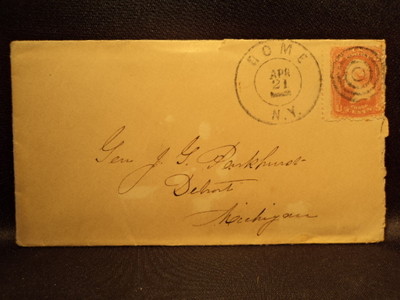 ROME
APR
21
N.Y.
Gen J. G. Parkhurst
Detroit
Michigan